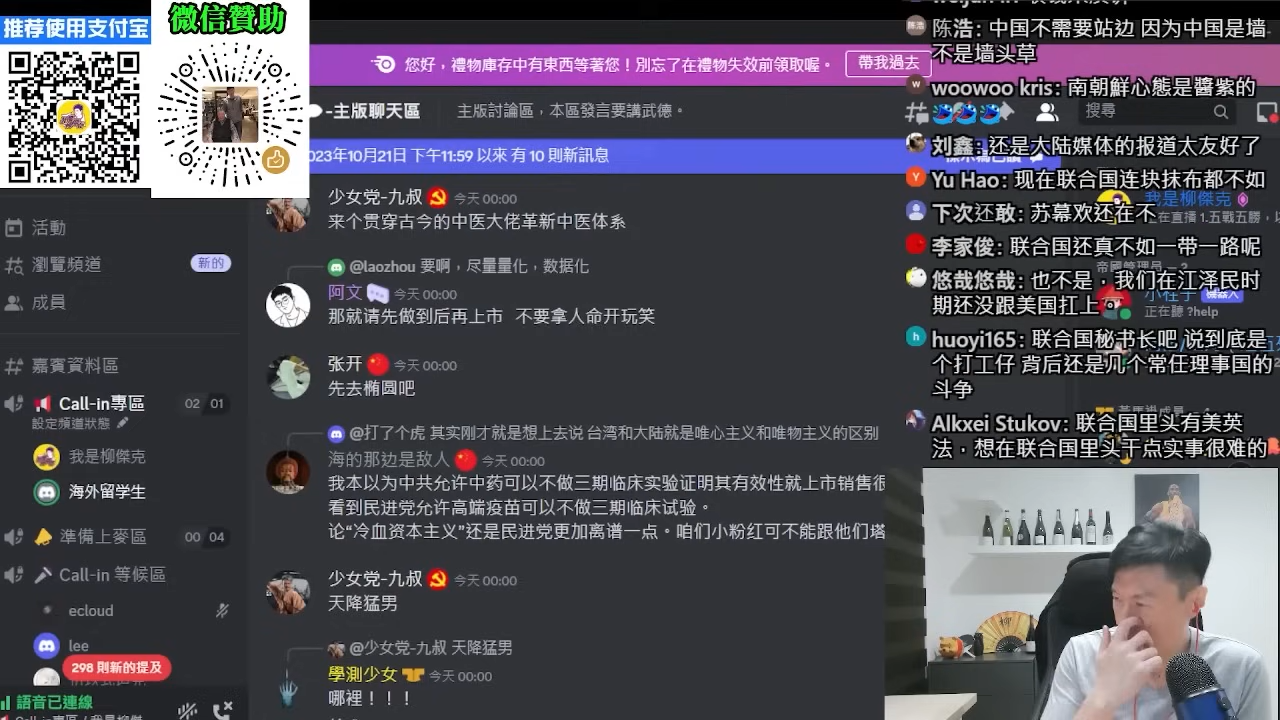 推荐使用支付宝
微信贊助
您好，禮物庫存中有東西等著您！別忘了在禮物失效前領取喔。
帶我過去
-主版聊天區
主版討論區，本區發言要講武德。
搜尋
023年10月21日 下午11:59 以來 有 10 則新訊息
活動
瀏覽頻道
新的
成員
嘉賓資料區
Call-in專區
02 01
設定頻道狀態
我是柳傑克
海外留学生
準備上麥區
00 04
Call-in 等候區
ecloud
lee
298 則新的提及
語音已連線
少女党-九叔 今天 00:00
来个贯穿古今的中医大佬革新中医体系
@laozhou 要啊，尽量量化，数据化
阿文 今天 00:00
那就请先做到后再上市 不要拿人命开玩笑
张开 今天 00:00
先去椭圆吧
@打了个虎 其实刚才就是想上去说 台湾和大陆就是唯心主义和唯物主义的区别
海的那边是敌人 今天 00:00
我本以为中共允许中药可以不做三期临床实验证明其有效性就上市销售很
看到民进党允许高端疫苗可以不做三期临床试验。
论“冷血资本主义”还是民进党更加离谱一点。咱们小粉红可不能跟他们塔
少女党-九叔 今天 00:00
天降猛男
@少女党-九叔 天降猛男
學測少女 今天 00:00
哪裡！！！
陈浩: 中国不需要站边 因为中国是墙
不是墙头草
woowoo kris: 南朝鮮心態是醬紫的
刘鑫: 还是大陆媒体的报道太友好了
Yu Hao: 现在联合国连块抹布都不如
我是柳傑克
下次还敢: 苏幕欢还在不
李家俊: 联合国还真不如一带一路呢
悠哉悠哉: 也不是，我们在江泽民时
期还没跟美国扛上
正在聽 ?help
huoyi165: 联合国秘书长吧 说到底是
个打工仔 背后还是几个常任理事国的
斗争
Alkxei Stukov: 联合国里头有美英
法，想在联合国里头干点实事很难的